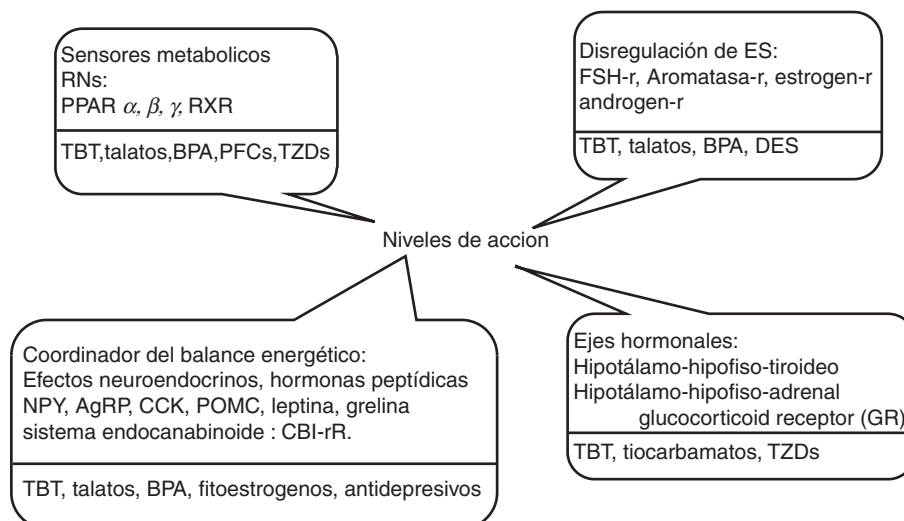 Sensores metabolicos
RNs:
PPAR α, β, γ, RXR
TBT,talatos,BPA,PFCs,TZDs
Disregulación de ES:
FSH-r, Aromatasa-r, estrogen-r
androgen-r
TBT, talatos, BPA, DES
Niveles de accion
Coordinador del balance energético:
Efectos neuroendocrinos, hormonas peptídicas
NPY, AgRP, CCK, POMC, leptina, grelina
sistema endocanabinoide : CBI-rR.
TBT, talatos, BPA, fitoestrogenos, antidepresivos
Ejes hormonales:
Hipotálamo-hipofiso-tiroideo
Hipotálamo-hipofiso-adrenal
glucocorticoid receptor (GR)
TBT, tiocarbamatos, TZDs